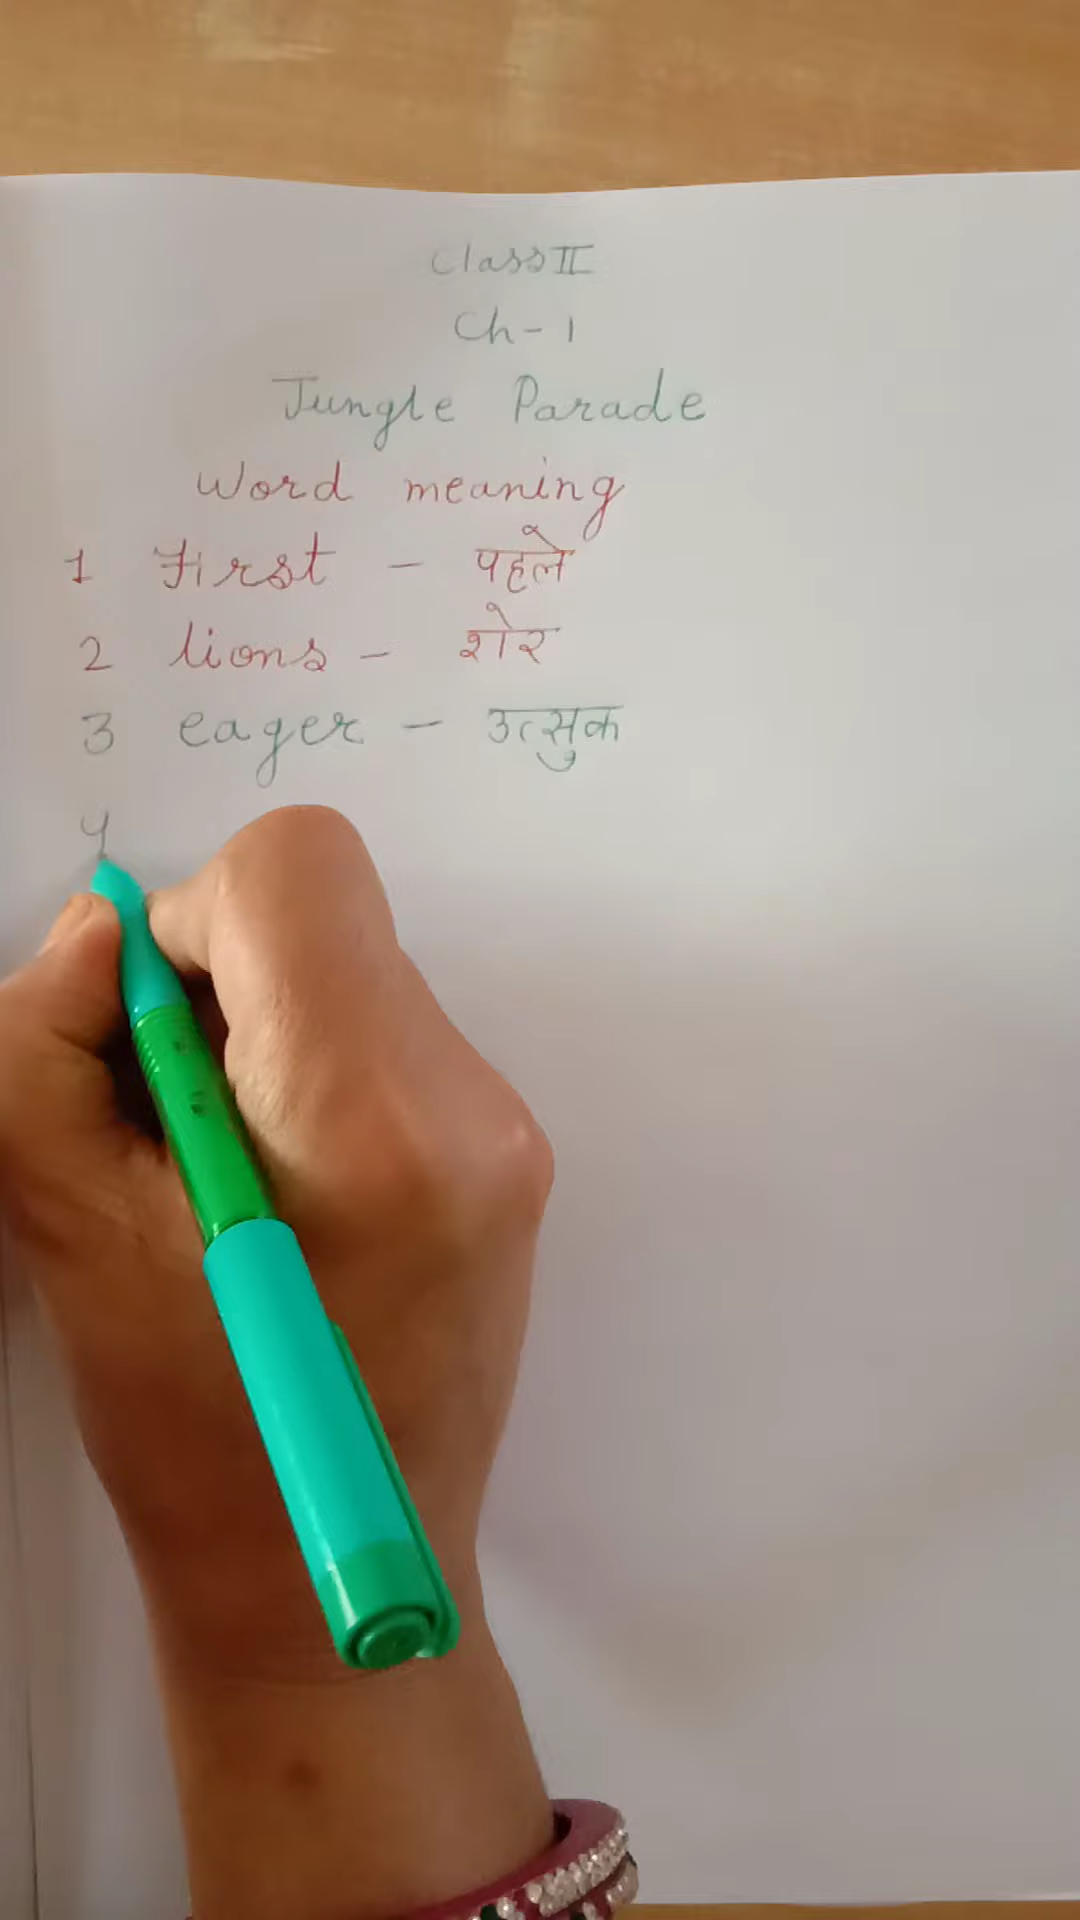 Class II
Ch - 1
Jungle Parade
Word meaning
1 First - पहले
2 lions - शेर
3 eager - उत्सुक
4